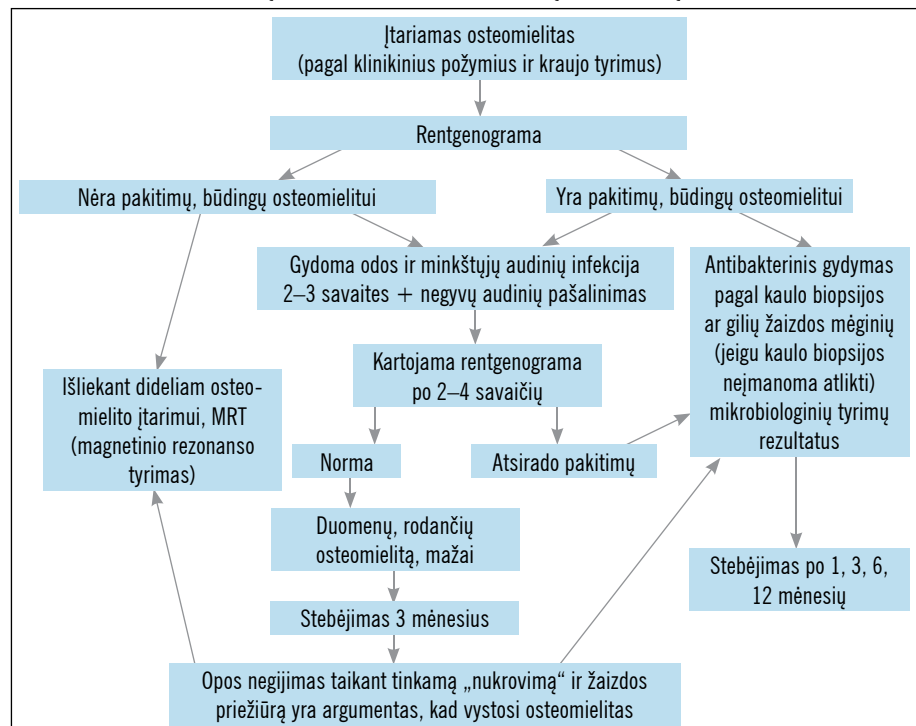 Įtariamas osteomielitas
(pagal klinikinius požymius ir kraujo tyrimus)
Rentgenograma
Nėra pakitimų, būdingų osteomielitui
Yra pakitimų, būdingų osteomielitui
Gydoma odos ir minkštųjų audinių infekcija
2–3 savaites + negyvų audinių pašalinimas
Antibakterinis gydymas
pagal kaulo biopsijos
ar gilių žaizdos mėginių
(jeigu kaulo biopsijos
neįmanoma atlikti)
mikrobiologinių tyrimų
rezultatus
Kartojama rentgenograma
po 2–4 savaičių
Išliekant dideliam osteo-
mielito įtarimui, MRT
(magnetinio rezonanso
tyrimas)
Norma
Atsirado pakitimų
Duomenų, rodančių
osteomielitą, mažai
Stebėjimas po 1, 3, 6,
12 mėnesių
Stebėjimas 3 mėnesius
Opos negijimas taikant tinkamą „nukrovimą“ ir žaizdos
priežiūrą yra argumentas, kad vystosi osteomielitas